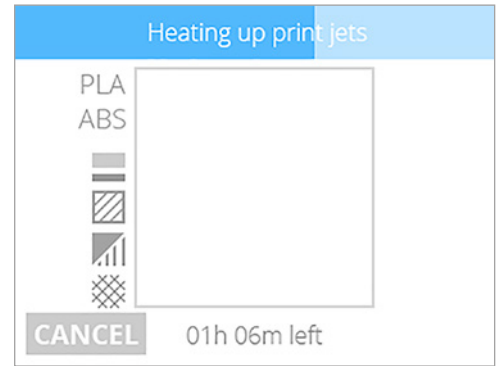 Heating up print jets
PLA
ABS
CANCEL
01h 06m left